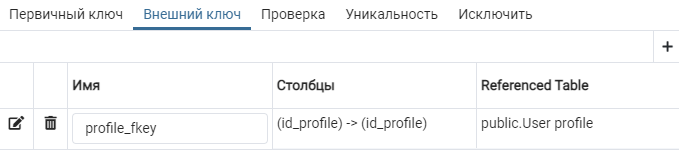 Первичный ключ Внешний ключ Проверка Уникальность Исключить
+
Имя Столбцы Referenced Table
profile_fkey (id_profile) -> (id_profile) public.User profile